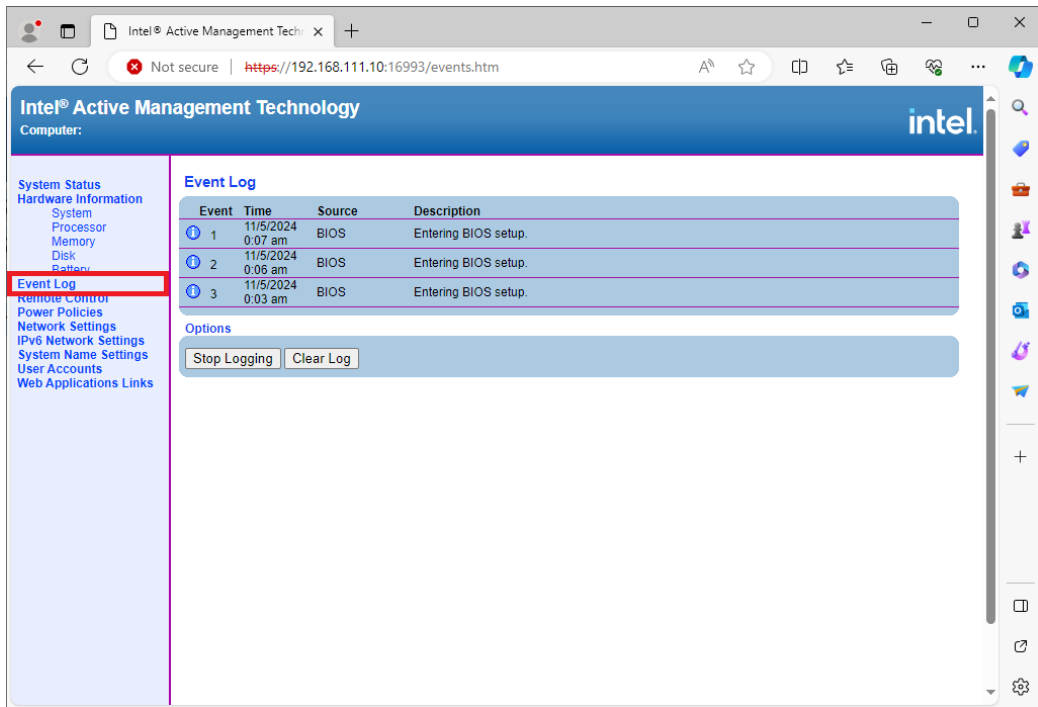 Intel® Active Management Techn
Not secure | https://192.168.111.10:16993/events.htm
Intel® Active Management Technology
Computer:
intel.
System Status
Hardware Information
System
Processor
Memory
Disk
Battery
Event Log
Remote Control
Power Policies
Network Settings
IPv6 Network Settings
System Name Settings
User Accounts
Web Applications Links
Event Log
Event Time Source Description
1 11/5/2024 0:07 am BIOS Entering BIOS setup.
2 11/5/2024 0:06 am BIOS Entering BIOS setup.
3 11/5/2024 0:03 am BIOS Entering BIOS setup.
Options
Stop Logging Clear Log